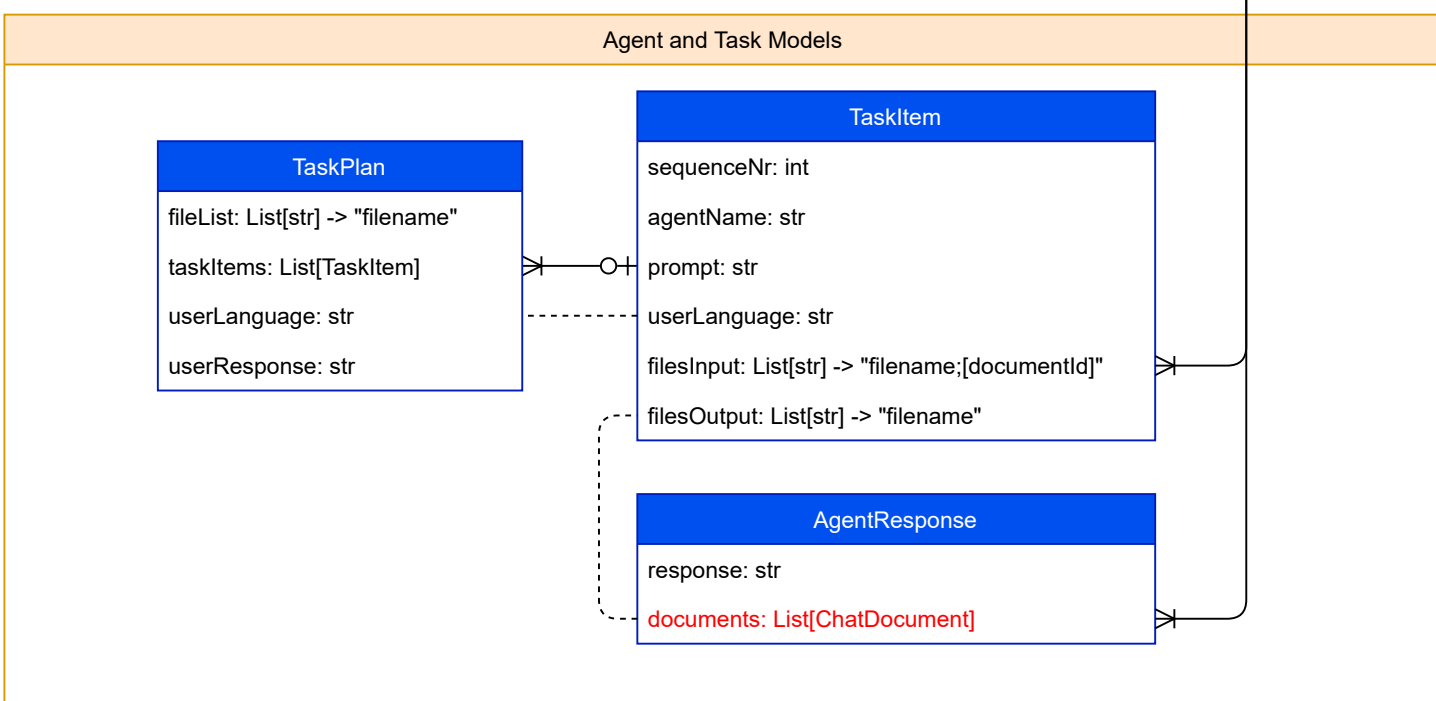 Agent and Task Models
TaskPlan
fileList: List[str] -> "filename"
taskItems: List[TaskItem]
userLanguage: str
userResponse: str
TaskItem
sequenceNr: int
agentName: str
prompt: str
userLanguage: str
filesInput: List[str] -> "filename;[documentId]"
filesOutput: List[str] -> "filename"
AgentResponse
response: str
documents: List[ChatDocument]